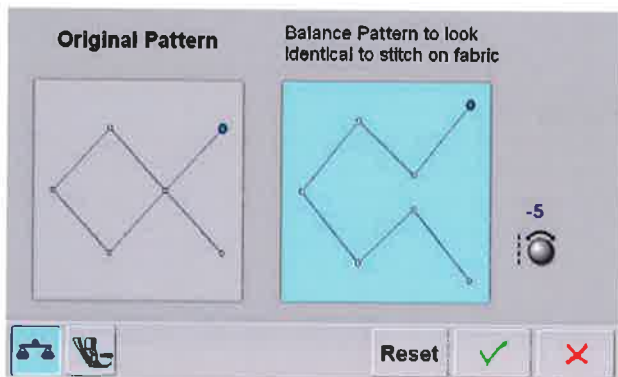 Original Pattern
Balance Pattern to look
identical to stitch on fabric
-5
Reset